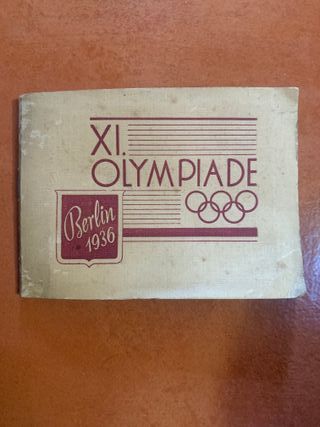 XI.
OLYMPIADE
Berlin
1936